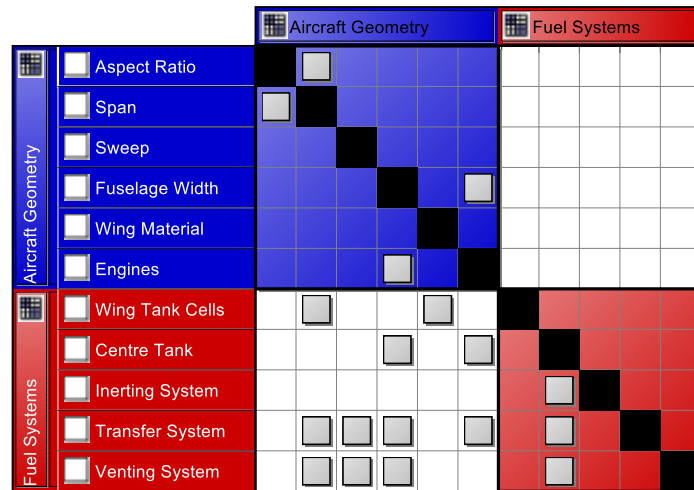 Aircraft Geometry
Fuel Systems
Aircraft Geometry
Aspect Ratio
Span
Sweep
Fuselage Width
Wing Material
Engines
Fuel Systems
Wing Tank Cells
Centre Tank
Inerting System
Transfer System
Venting System